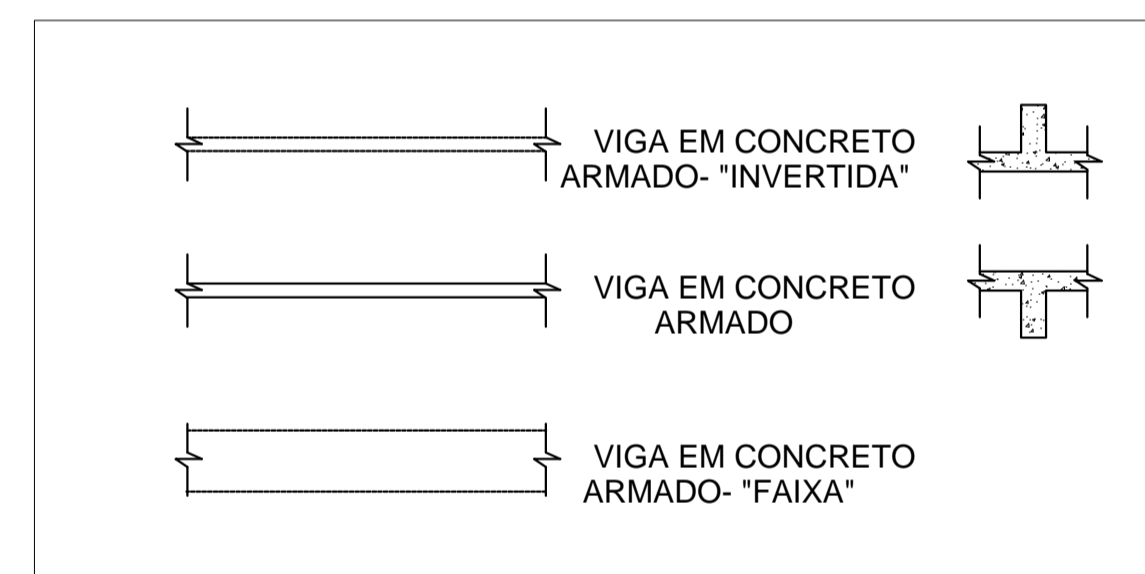 VIGA EM CONCRETO
ARMADO- "INVERTIDA"
VIGA EM CONCRETO
ARMADO
VIGA EM CONCRETO
ARMADO- "FAIXA"